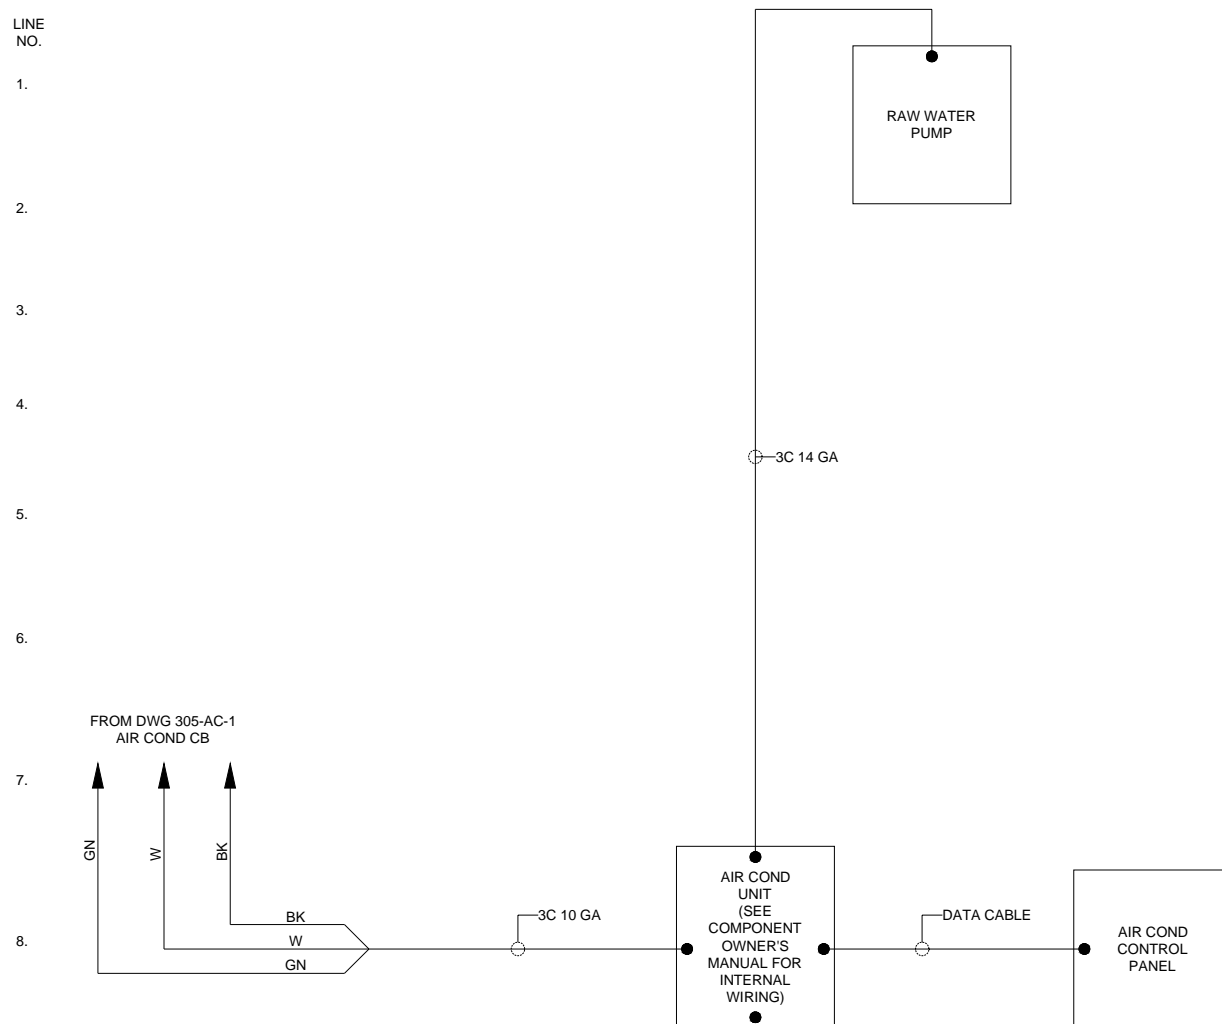 LINE
NO.
1.
RAW WATER
PUMP
2.
3.
4.
3C 14 GA
5.
6.
FROM DWG 305-AC-1
AIR COND CB
7.
GN
W
BK
BK
W
GN
3C 10 GA
AIR COND
UNIT
(SEE
COMPONENT
OWNER'S
MANUAL FOR
INTERNAL
WIRING)
DATA CABLE
AIR COND
CONTROL
PANEL
8.